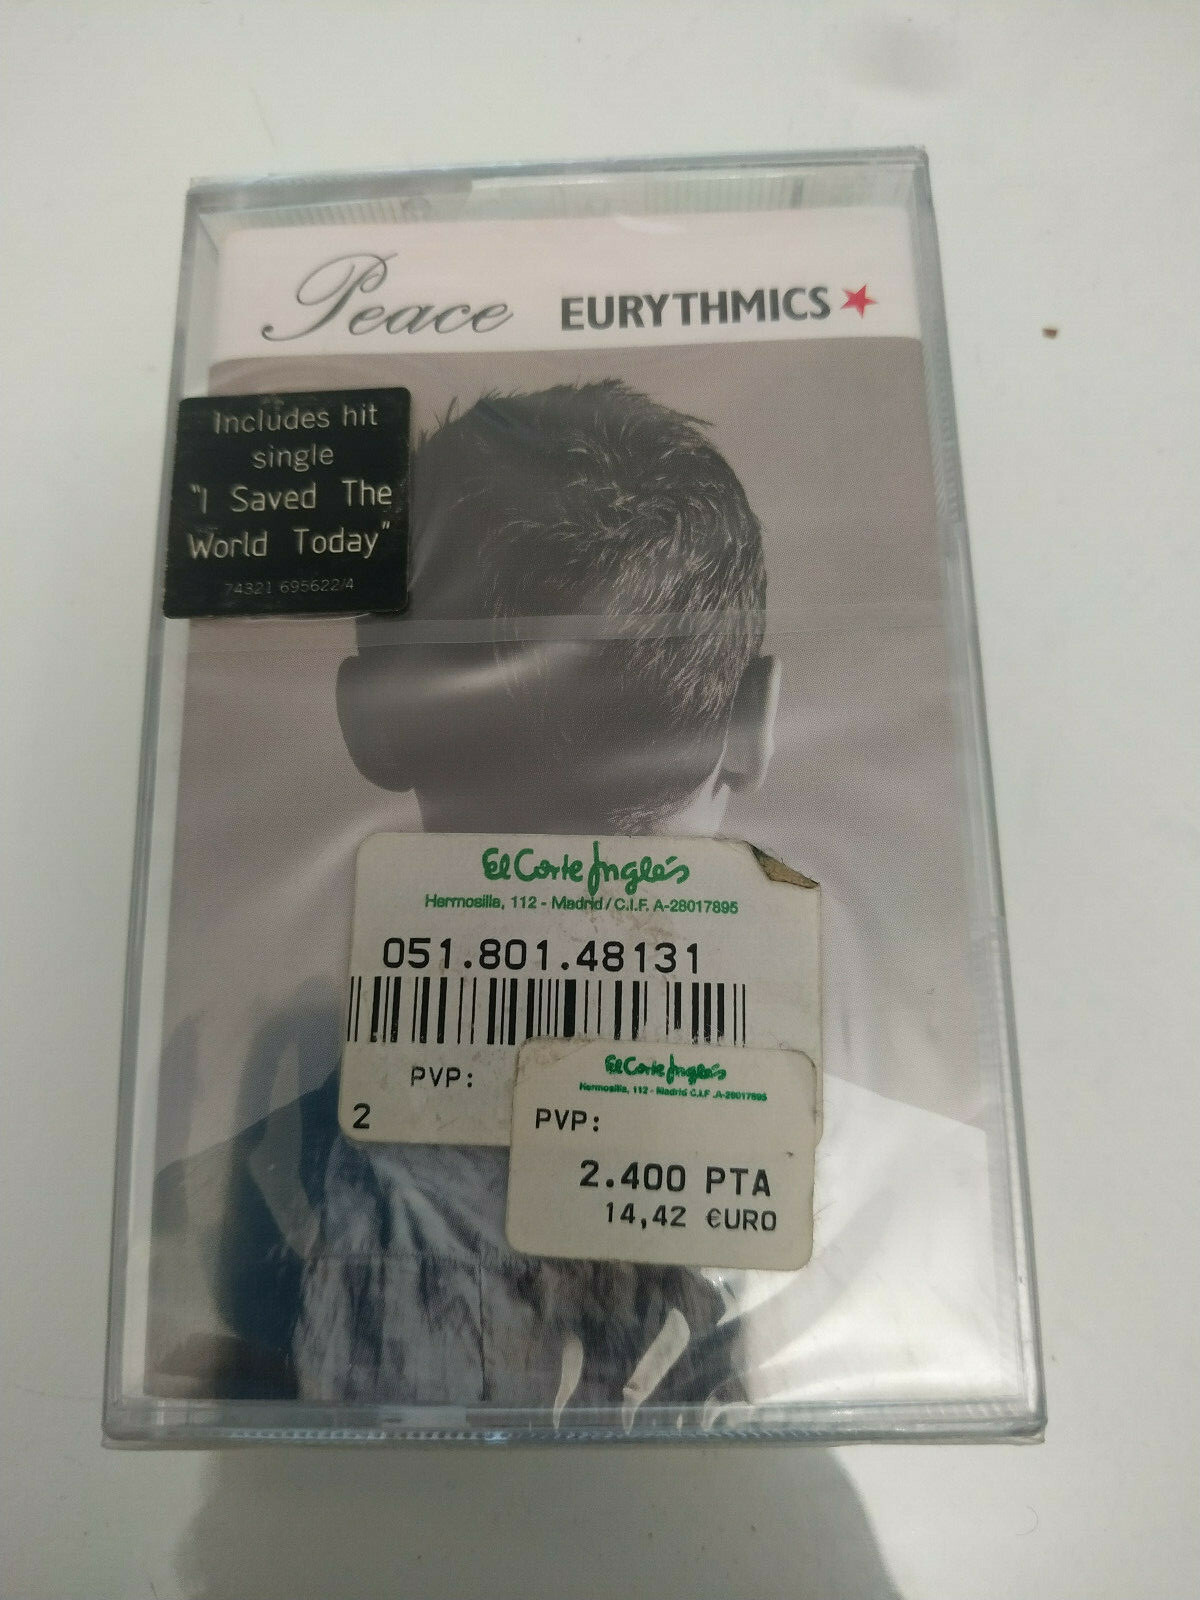 Peace EURYTHMICS
Includes hit
single
"I Saved The
World Today"
74321 695622/4
El Corte Inglés
Hermosilla, 112 - Madrid / C.I.F. A-28017895
051.801.48131
PVP:
2
El Corte Inglés
Hermosilla, 112 - Madrid C.I.F .A-28017895
PVP:
2.400 PTA
14,42 €URO